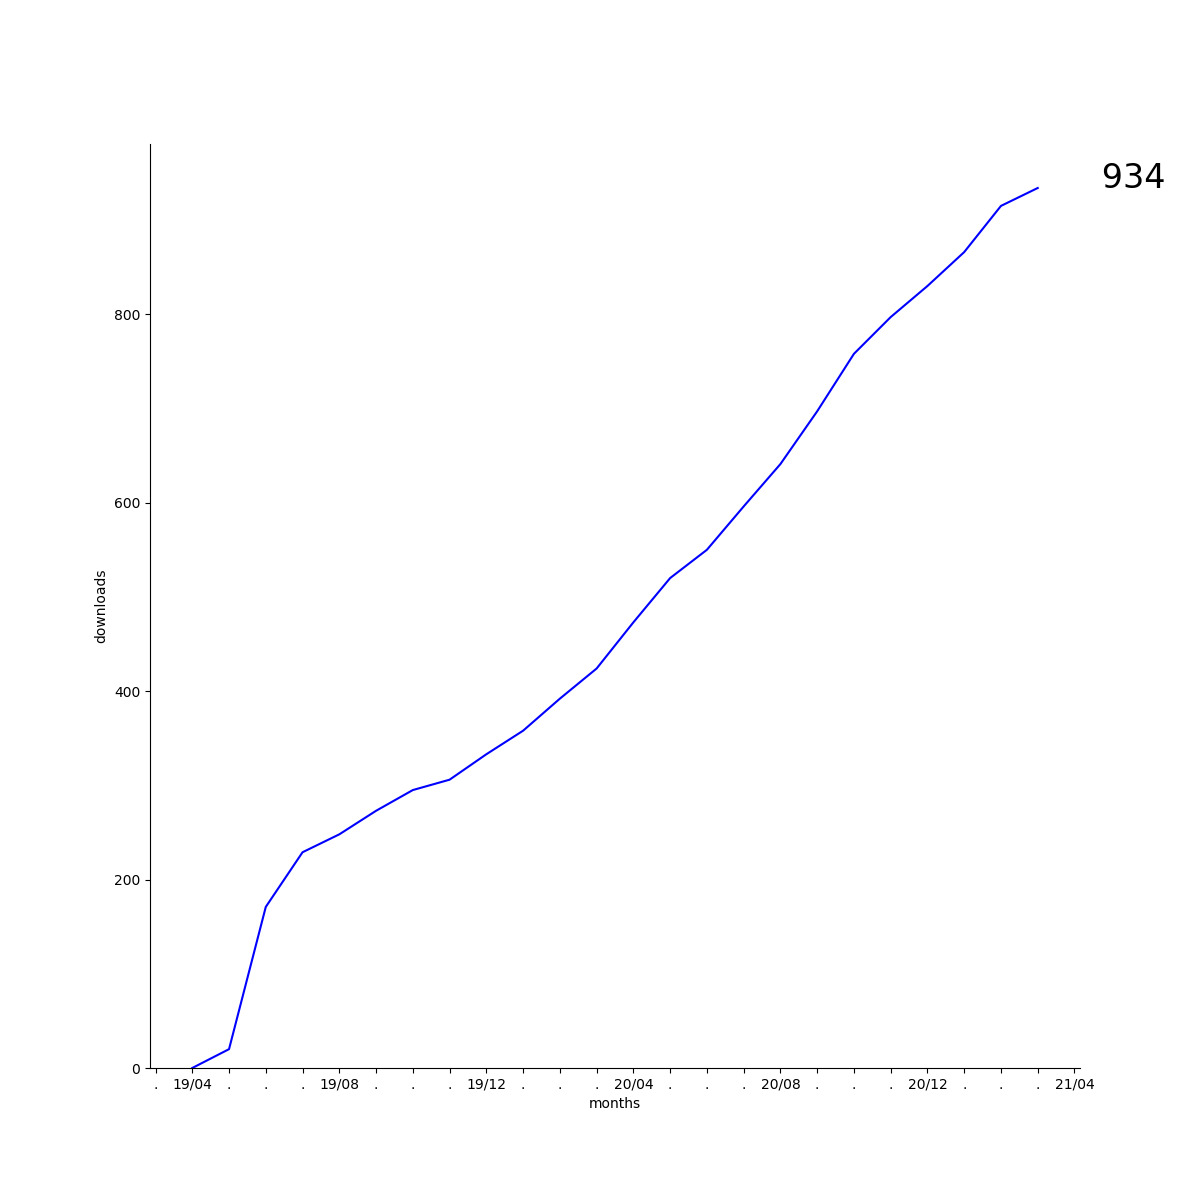 934
800
600
downloads
400
200
0
. 19/04 . . . 19/08 . . . 19/12 . . . 20/04 . . . 20/08 . . . 20/12 . . . 21/04
months